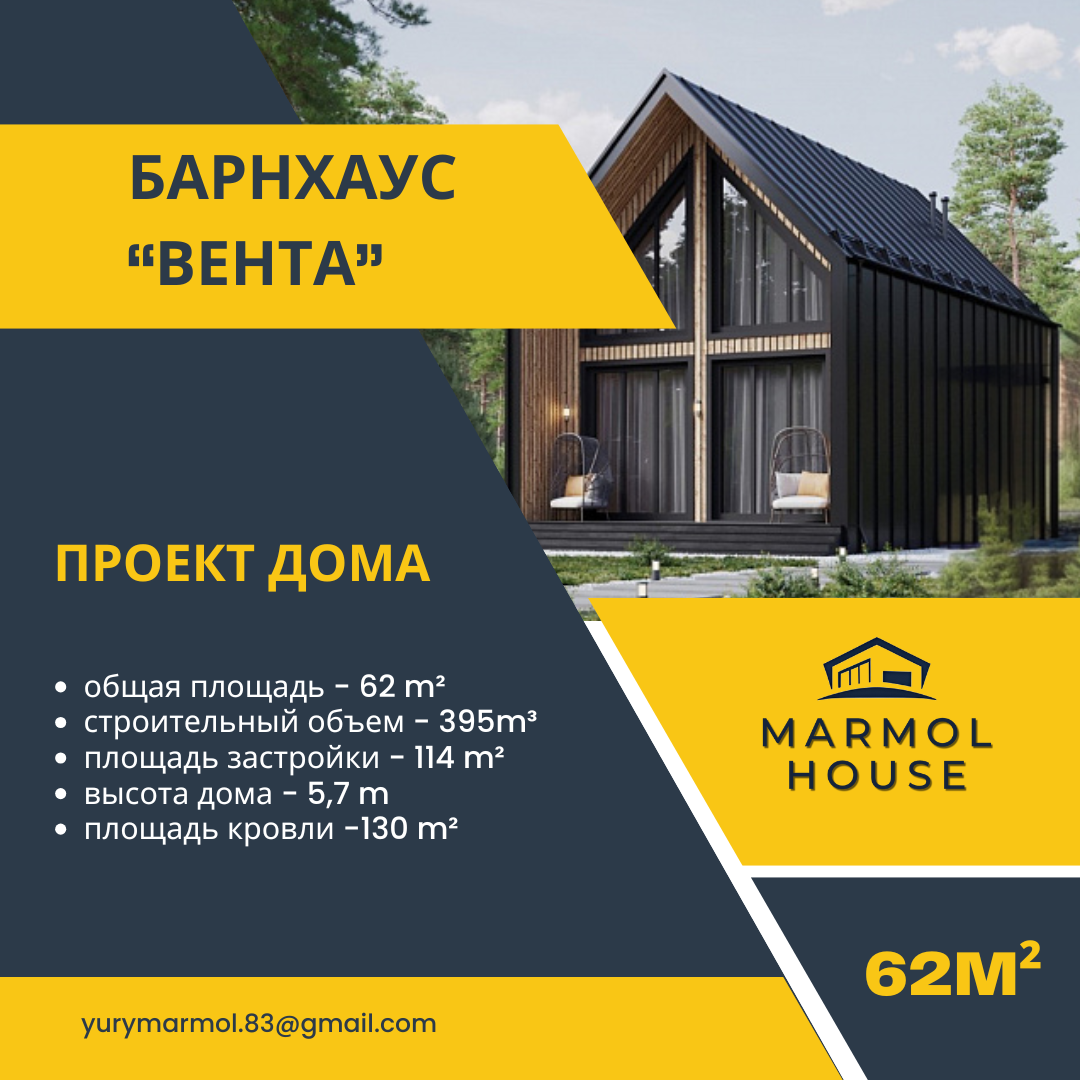 БАРНХАУС
“ВЕНТА”
ПРОЕКТ ДОМА
• общая площадь - 62 m²
• строительный объем - 395m³
• площадь застройки - 114 m²
• высота дома - 5,7 m
• площадь кровли -130 m²
MARMOL
HOUSE
62М²
yurymarmol.83@gmail.com